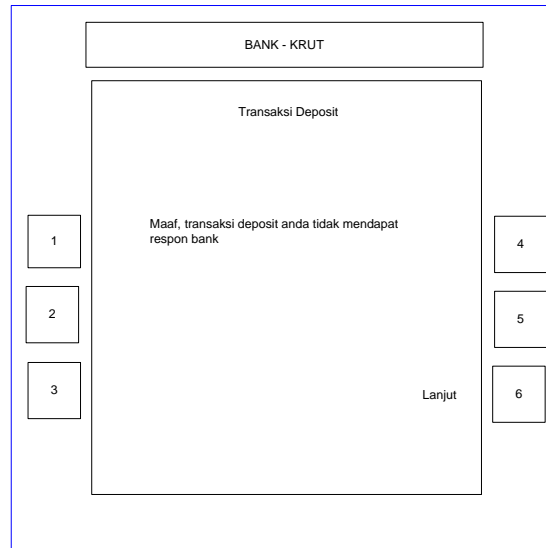 BANK - KRUT
Transaksi Deposit
Maaf, transaksi deposit anda tidak mendapat
respon bank
1
4
2
5
3
Lanjut
6